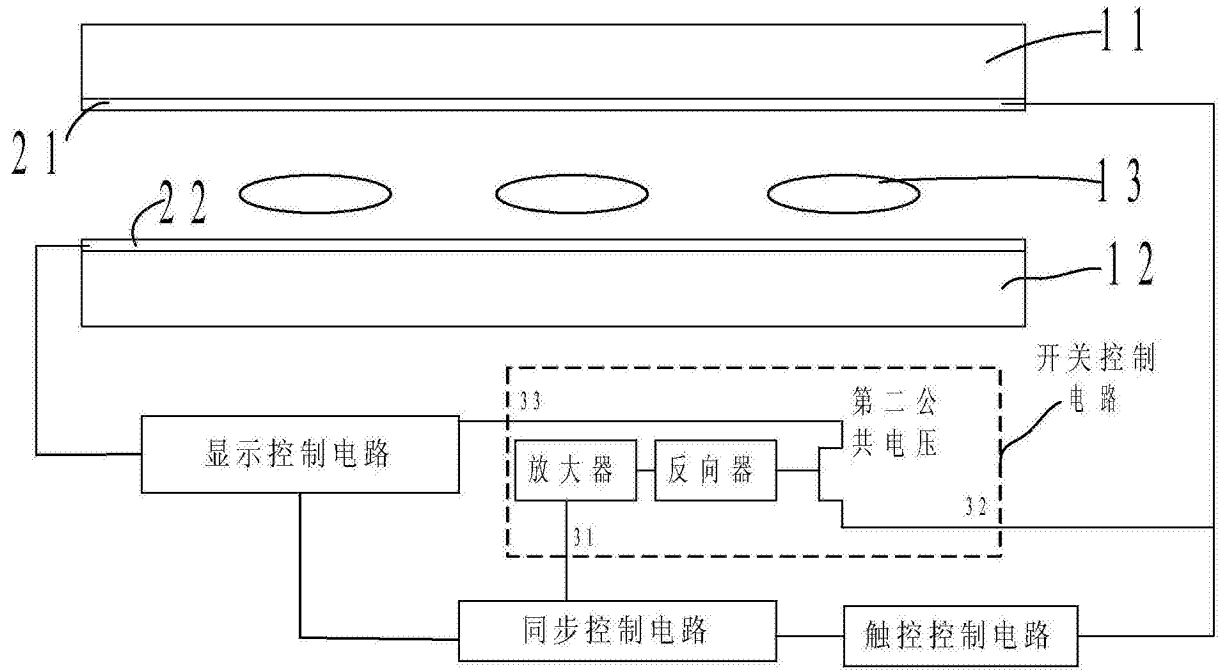 11
21
13
22
12
开关控制
电路
33
第二公
共电压
显示控制电路
放大器
反向器
32
31
同步控制电路
触控控制电路